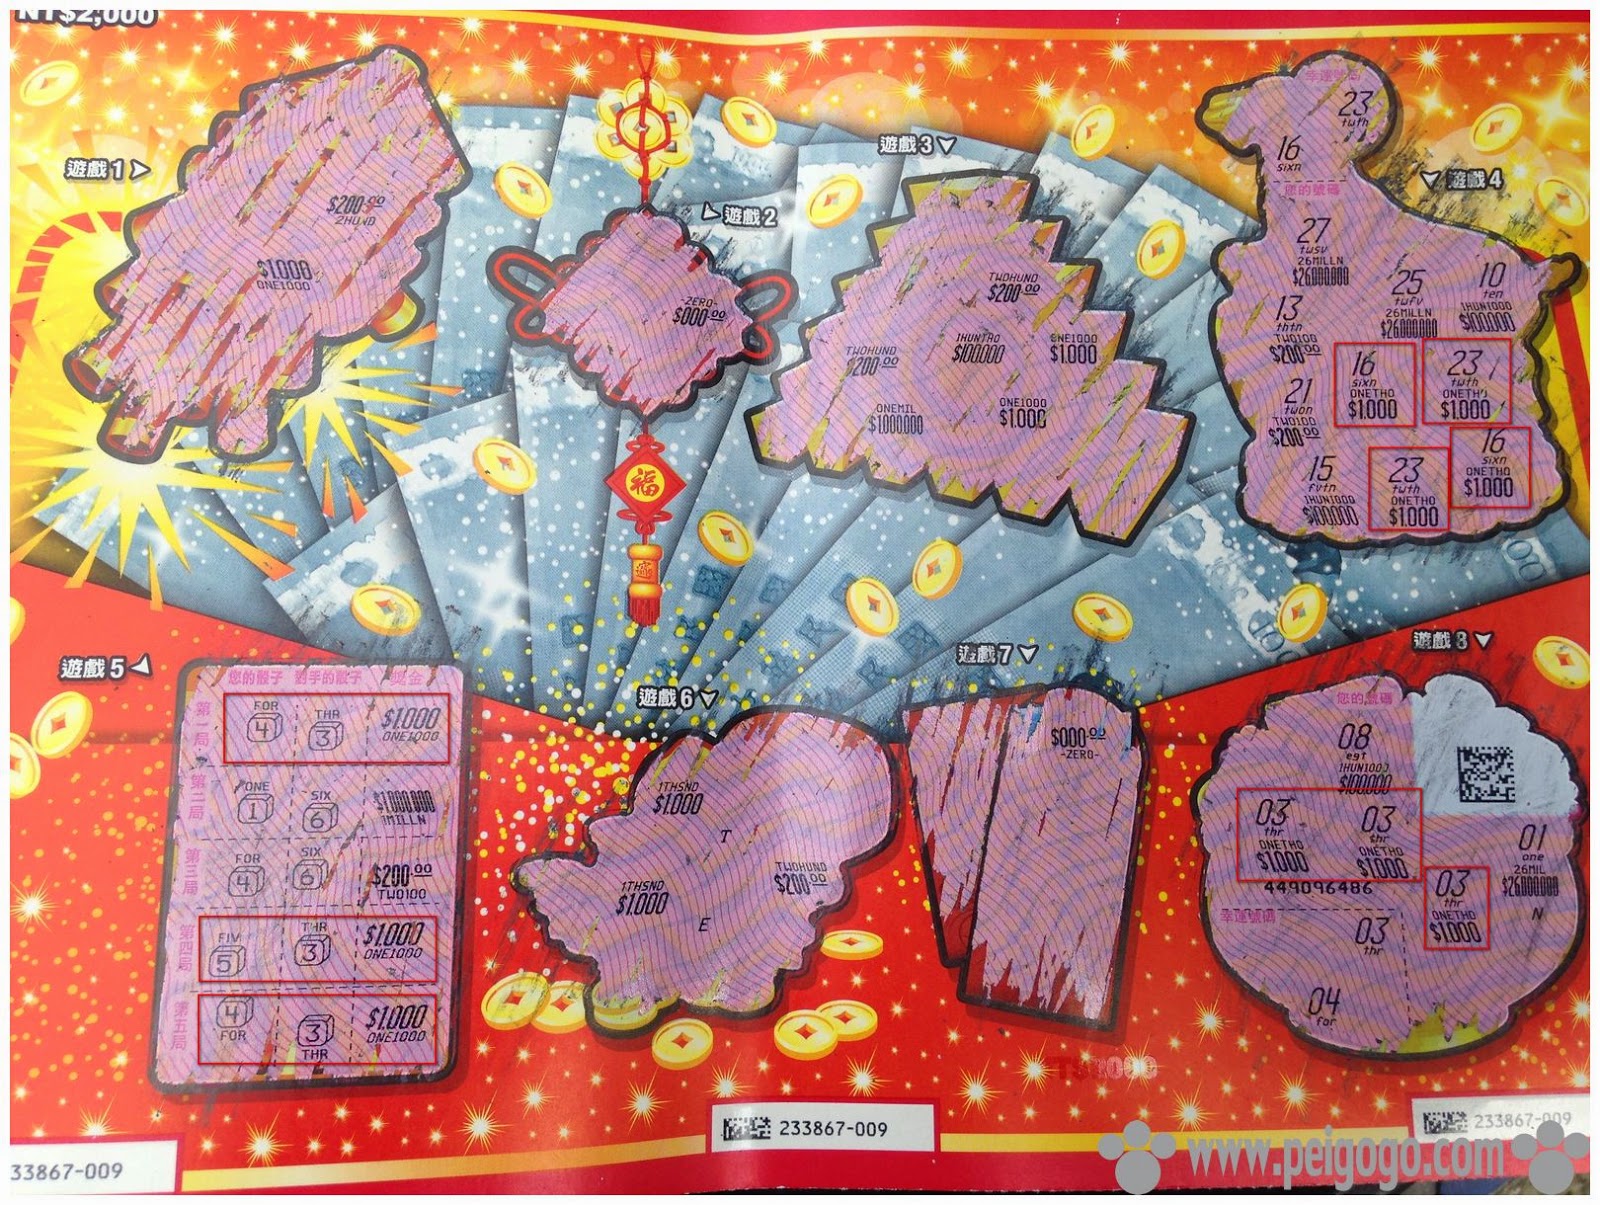 NT$2,000
遊戲1
$200.00
2HUND
$1,000
ONE1000
遊戲2
-ZERO-
$000.00
福
遊戲3
TWOHUND
$200.00
TWOHUND
$200.00
1HUNTHO
$100,000
ONE1000
$1,000
ONEMIL
$1,000,000
ONE1000
$1,000
遊戲4
幸運號碼
23
twth
16
sixn
您的號碼
27
twsv
26MILLN
$26,000,000
25
twfv
26MILLN
$26,000,000
10
ten
1HUN1000
$100,000
13
thtn
TWO100
$200.00
16
sixn
ONETHO
$1,000
23
twth
ONETHO
$1,000
21
twon
TWO100
$200.00
16
sixn
ONETHO
$1,000
15
fvtn
1HUN1000
$100,000
23
twth
ONETHO
$1,000
遊戲5
您的骰子 對手的骰子 獎金
第一局
FOR
4
THR
3
$1,000
ONE1000
第二局
ONE
1
SIX
6
$1,000,000
1MILLN
第三局
FOR
4
SIX
6
$200.00
TWO100
第四局
FIV
5
THR
3
$1,000
ONE1000
第五局
4
FOR
3
THR
$1,000
ONE1000
遊戲6
1THSND
$1,000
T
1THSND
$1,000
TWOHUND
$200.00
E
遊戲7
$000.00
-ZERO-
遊戲8
您的號碼
08
egt
1HUN1000
$100,000
03
thr
ONETHO
$1,000
03
thr
ONETHO
$1,000
01
one
26MIL
$26,000,000
N
449096486
03
thr
ONETHO
$1,000
幸運號碼
03
thr
04
for
33867-009
233867-009
233867-009
www.peigogo.com